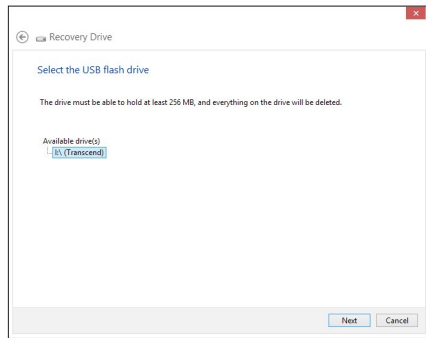 Recovery Drive
Select the USB flash drive
The drive must be able to hold at least 256 MB, and everything on the drive will be deleted.
Available drive(s)
I:\ (Transcend)
Next Cancel